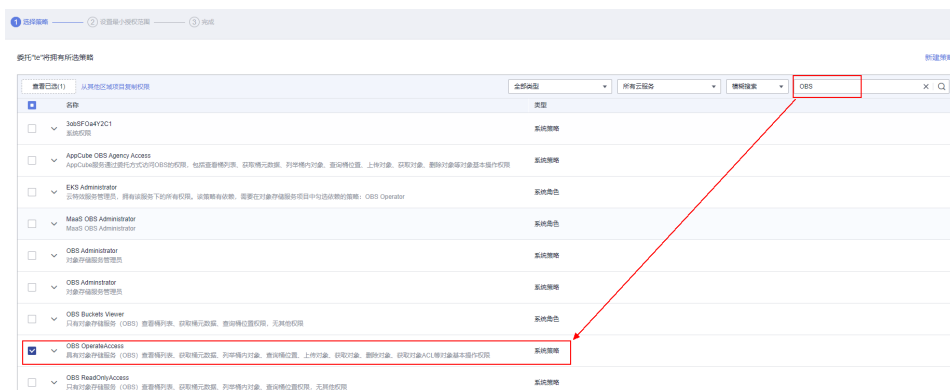 1 选择策略 2 设置最小授权范围 3 完成
委托"te"将拥有所选策略 新建策略
查看已选(1) 从其他区域项目复制权限 全部类型 所有云服务 模糊搜索 OBS
名称 类型
系统权限 系统策略
AppCube OBS Agency Access
AppCube服务通过委托方式访问OBS的权限，包括查看桶列表、获取桶元数据、列举桶内对象、查询桶位置、上传对象、获取对象、删除对象等对象基本操作权限 系统策略
EKS Administrator
云特效服务管理员，拥有该服务下的所有权限。该策略有依赖，需要在对象存储服务项目中勾选依赖的策略：OBS Operator 系统角色
MaaS OBS Administrator
MaaS OBS Administrator 系统角色
OBS Administrator
对象存储服务管理员 系统策略
OBS Adminstrator
对象存储服务管理员 系统策略
OBS Buckets Viewer
只有对象存储服务（OBS）查看桶列表、获取桶元数据、查询桶位置权限，无其他权限 系统角色
OBS OperateAccess
具有对象存储服务（OBS）查看桶列表、获取桶元数据、列举桶内对象、查询桶位置、上传对象、获取对象、删除对象、获取对象ACL等对象基本操作权限 系统策略
OBS ReadOnlyAccess
只有对象存储服务（OBS）查看桶列表、获取桶元数据、列举桶内对象、查询桶位置权限，无其他权限 系统策略